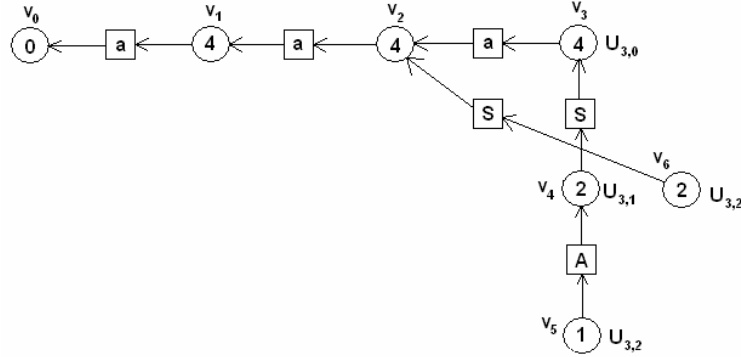 v₀ v₁ v₂ v₃
0 a 4 a 4 a 4 U₃,₀
S S
v₆
v₄ 2 U₃,₁ 2 U₃,₂
A
v₅ 1 U₃,₂